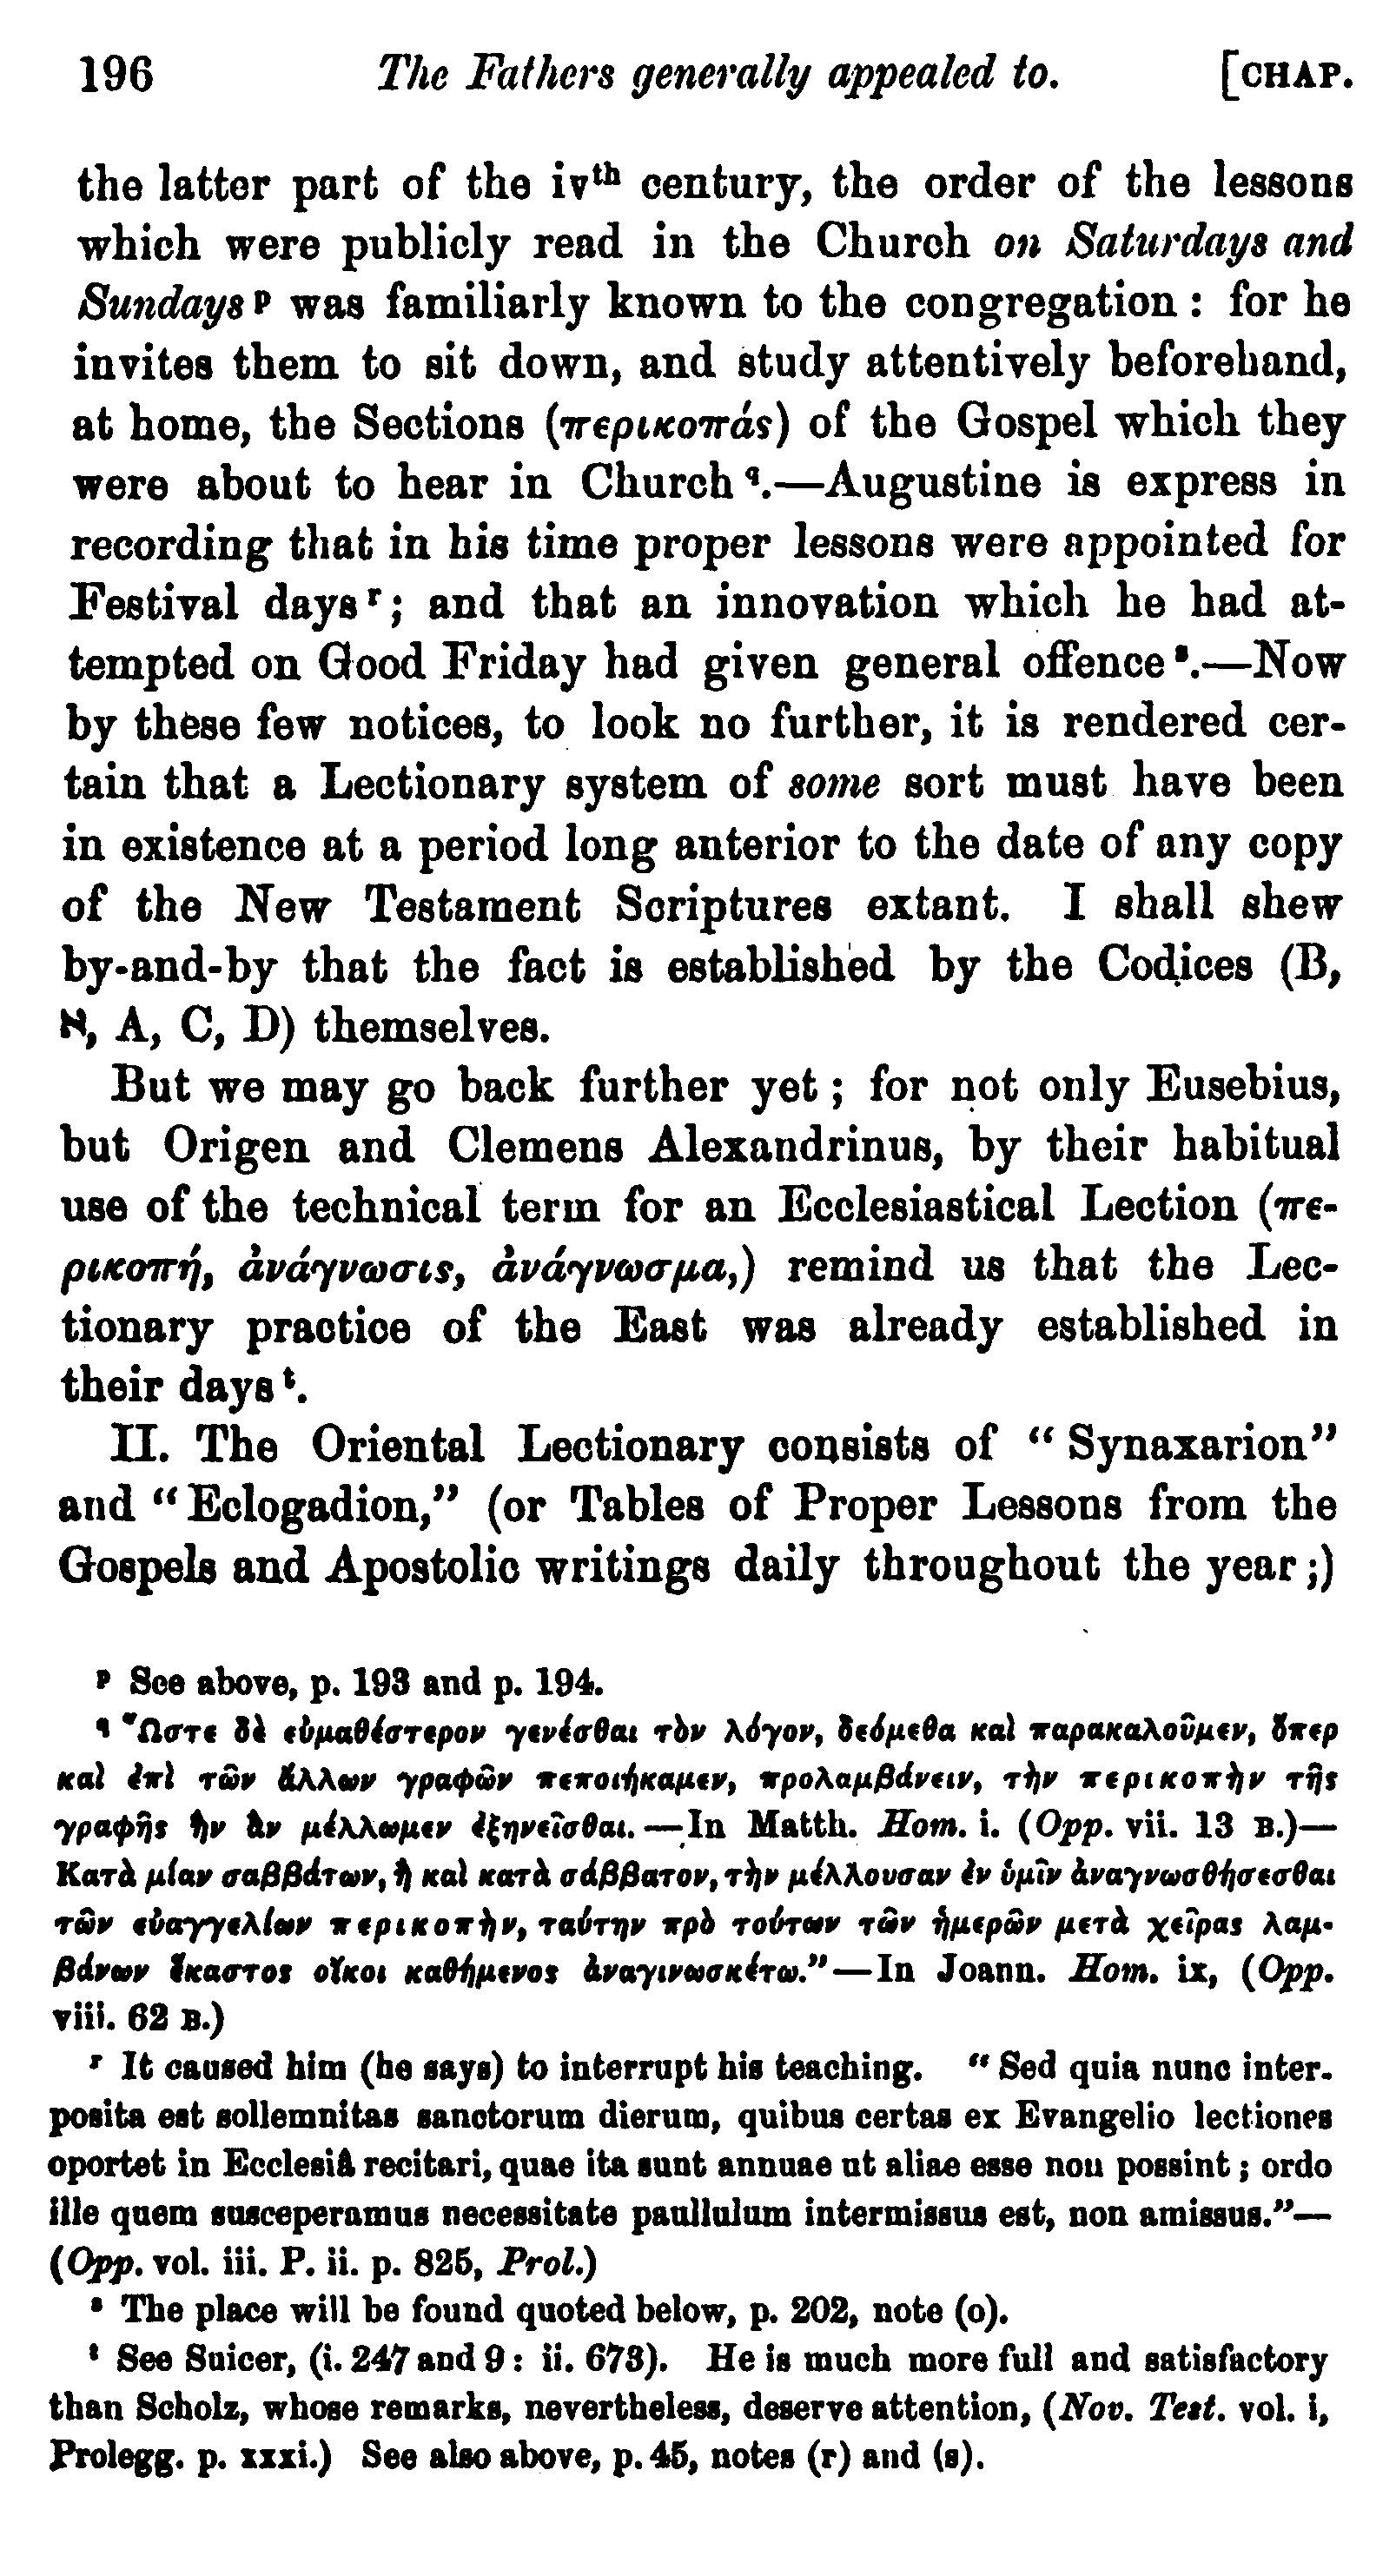 196 The Fathers generally appealed to. [CHAP.
the latter part of the ivth century, the order of the lessons
which were publicly read in the Church on Saturdays and
Sundays p was familiarly known to the congregation : for he
invites them to sit down, and study attentively beforehand,
at home, the Sections (περικοπάς) of the Gospel which they
were about to hear in Church q.—Augustine is express in
recording that in his time proper lessons were appointed for
Festival days r; and that an innovation which he had at-
tempted on Good Friday had given general offence s.—Now
by these few notices, to look no further, it is rendered cer-
tain that a Lectionary system of some sort must have been
in existence at a period long anterior to the date of any copy
of the New Testament Scriptures extant. I shall shew
by-and-by that the fact is established by the Codices (B,
א, A, C, D) themselves.
But we may go back further yet ; for not only Eusebius,
but Origen and Clemens Alexandrinus, by their habitual
use of the technical term for an Ecclesiastical Lection (πε-
ρικοπή, ἀνάγνωσις, ἀνάγνωσμα,) remind us that the Lec-
tionary practice of the East was already established in
their days t.
II. The Oriental Lectionary consists of “ Synaxarion”
and “ Eclogadion,” (or Tables of Proper Lessons from the
Gospels and Apostolic writings daily throughout the year ;)
p See above, p. 193 and p. 194.
q Ὥστε δὲ εὐμαθέστερον γενέσθαι τὸν λόγον, δεόμεθα καὶ παρακαλοῦμεν, ὅπερ
καὶ ἐπὶ τῶν ἄλλων γραφῶν πεποιήκαμεν, προλαμβάνειν, τὴν περικοπὴν τῆς
γραφῆς ἣν ἂν μέλλωμεν ἐξηνεῖσθαι.—In Matth. Hom. i. (Opp. vii. 13 B.)—
Κατὰ μίαν σαββάτων, ἢ καὶ κατὰ σάββατον, τὴν μέλλουσαν ἐν ὑμῖν ἀναγνωσθήσεσθαι
τῶν εὐαγγελίων περικοπὴν, ταύτην πρὸ τούτων τῶν ἡμερῶν μετὰ χεῖρας λαμ-
βάνων ἕκαστος οἴκοι καθήμενος ἀναγινωσκέτω.”—In Joann. Hom. ix, (Opp.
viii. 62 B.)
r It caused him (he says) to interrupt his teaching. “ Sed quia nunc inter-
posita est sollemnitas sanctorum dierum, quibus certas ex Evangelio lectiones
oportet in Ecclesiâ recitari, quae ita sunt annuae ut aliae esse non possint ; ordo
ille quem susceperamus necessitate paullulum intermissus est, non amissus.”—
(Opp. vol. iii. P. ii. p. 825, Prol.)
s The place will be found quoted below, p. 202, note (o).
t See Suicer, (i. 247 and 9 : ii. 673). He is much more full and satisfactory
than Scholz, whose remarks, nevertheless, deserve attention, (Nov. Test. vol. i,
Prolegg. p. xxxi.) See also above, p. 45, notes (r) and (s).